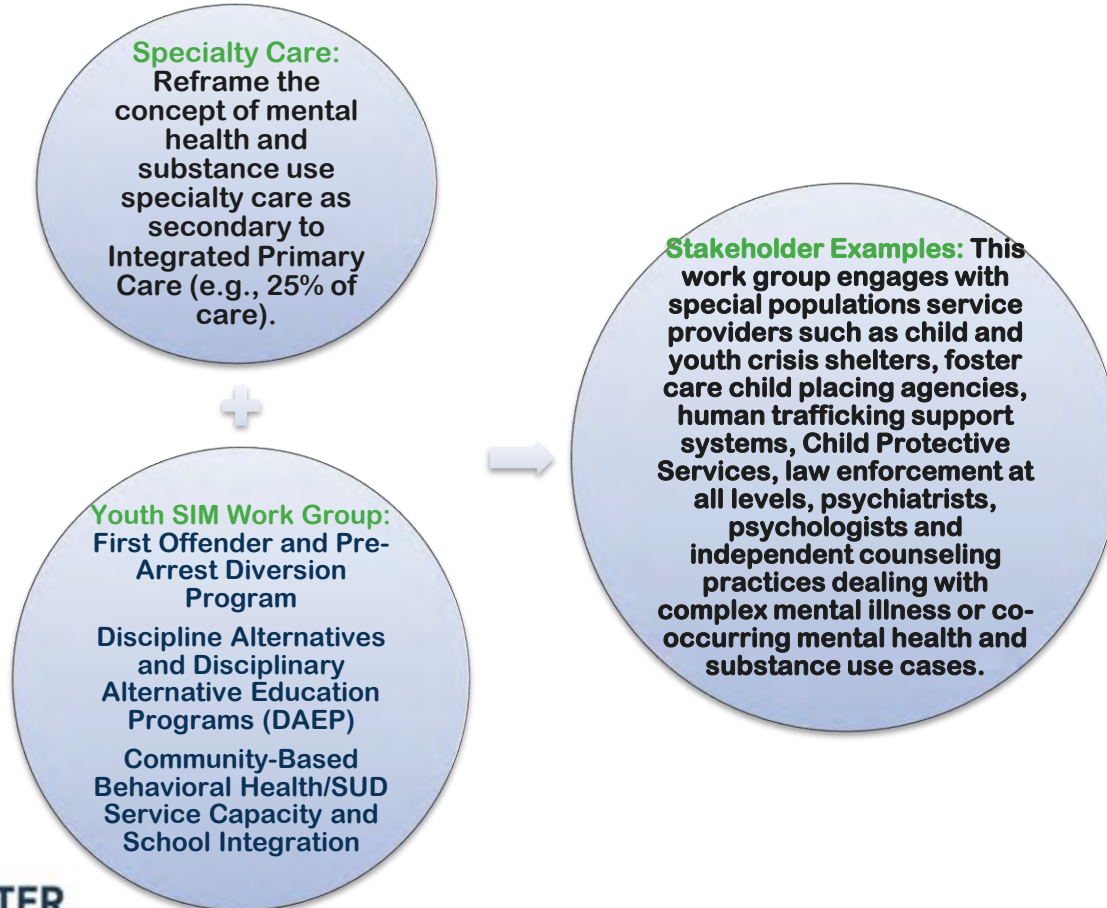 Specialty Care:
Reframe the
concept of mental
health and
substance use
specialty care as
secondary to
Integrated Primary
Care (e.g., 25% of
care).
Youth SIM Work Group:
First Offender and Pre-
Arrest Diversion
Program
Discipline Alternatives
and Disciplinary
Alternative Education
Programs (DAEP)
Community-Based
Behavioral Health/SUD
Service Capacity and
School Integration
Stakeholder Examples: This
work group engages with
special populations service
providers such as child and
youth crisis shelters, foster
care child placing agencies,
human trafficking support
systems, Child Protective
Services, law enforcement at
all levels, psychiatrists,
psychologists and
independent counseling
practices dealing with
complex mental illness or co-
occurring mental health and
substance use cases.
TER